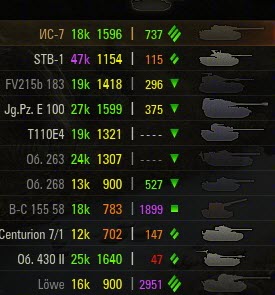 ИС-7 18k 1596 737
STB-1 47k 1154 115
FV215b 183 19k 1418 296
Jg.Pz. E 100 27k 1599 375
T110E4 19k 1321 ----
Об. 263 24k 1307 ----
Об. 268 13k 900 527
B-C 155 58 18k 783 1899
Centurion 7/1 12k 702 147
Об. 430 II 25k 1640 47
Löwe 16k 900 2951